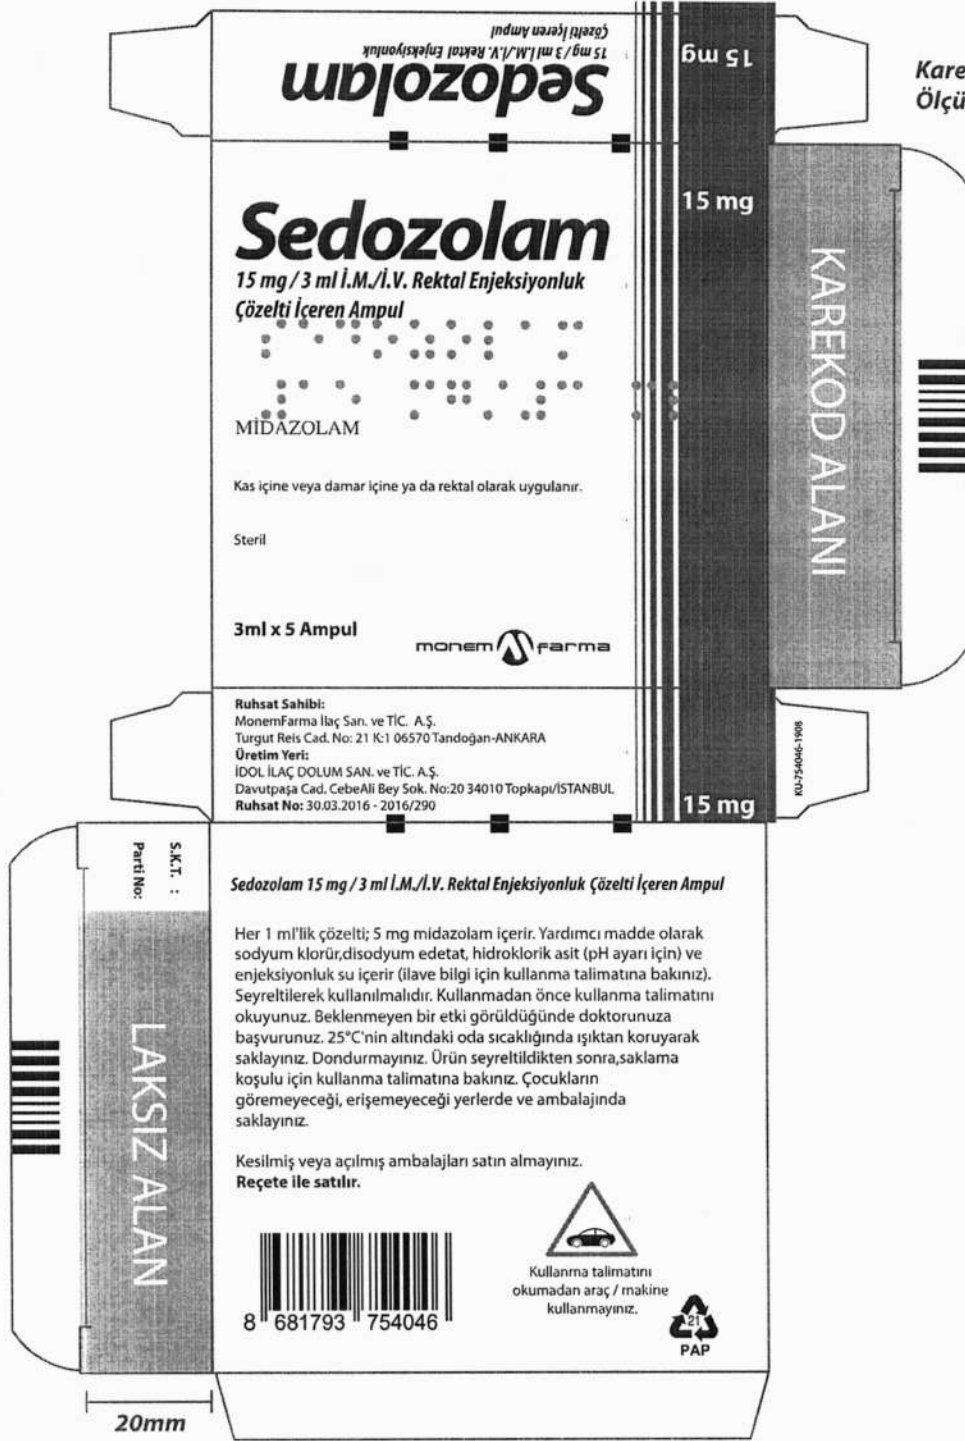 Çözelti İçeren Ampul
15 mg / 3 ml İ.M./İ.V. Rektal Enjeksiyonluk
Sedozolam
15 mg
Kare
Ölçü
Sedozolam
15 mg / 3 ml İ.M./İ.V. Rektal Enjeksiyonluk
Çözelti İçeren Ampul
15 mg
KAREKOD ALANI
MİDAZOLAM
Kas içine veya damar içine ya da rektal olarak uygulanır.
Steril
3ml x 5 Ampul
monem farma
Ruhsat Sahibi:
MonemFarma İlaç San. ve TİC. A.Ş.
Turgut Reis Cad. No: 21 K:1 06570 Tandoğan-ANKARA
Üretim Yeri:
İDOL İLAÇ DOLUM SAN. ve TİC. A.Ş.
Davutpaşa Cad. CebeAli Bey Sok. No:20 34010 Topkapı/İSTANBUL
Ruhsat No: 30.03.2016 - 2016/290
15 mg
KU-754046-1908
S.K.T. :
Parti No:
LAKSIZ ALAN
Sedozolam 15 mg / 3 ml İ.M./İ.V. Rektal Enjeksiyonluk Çözelti İçeren Ampul
Her 1 ml'lik çözelti; 5 mg midazolam içerir. Yardımcı madde olarak
sodyum klorür,disodyum edetat, hidroklorik asit (pH ayarı için) ve
enjeksiyonluk su içerir (ilave bilgi için kullanma talimatına bakınız).
Seyreltilerek kullanılmalıdır. Kullanmadan önce kullanma talimatını
okuyunuz. Beklenmeyen bir etki görüldüğünde doktorunuza
başvurunuz. 25°C'nin altındaki oda sıcaklığında ışıktan koruyarak
saklayınız. Dondurmayınız. Ürün seyreltildikten sonra,saklama
koşulu için kullanma talimatına bakınız. Çocukların
göremeyeceği, erişemeyeceği yerlerde ve ambalajında
saklayınız.
Kesilmiş veya açılmış ambalajları satın almayınız.
Reçete ile satılır.
Kullanma talimatını
okumadan araç / makine
kullanmayınız.
8 681793 754046
21
PAP
20mm